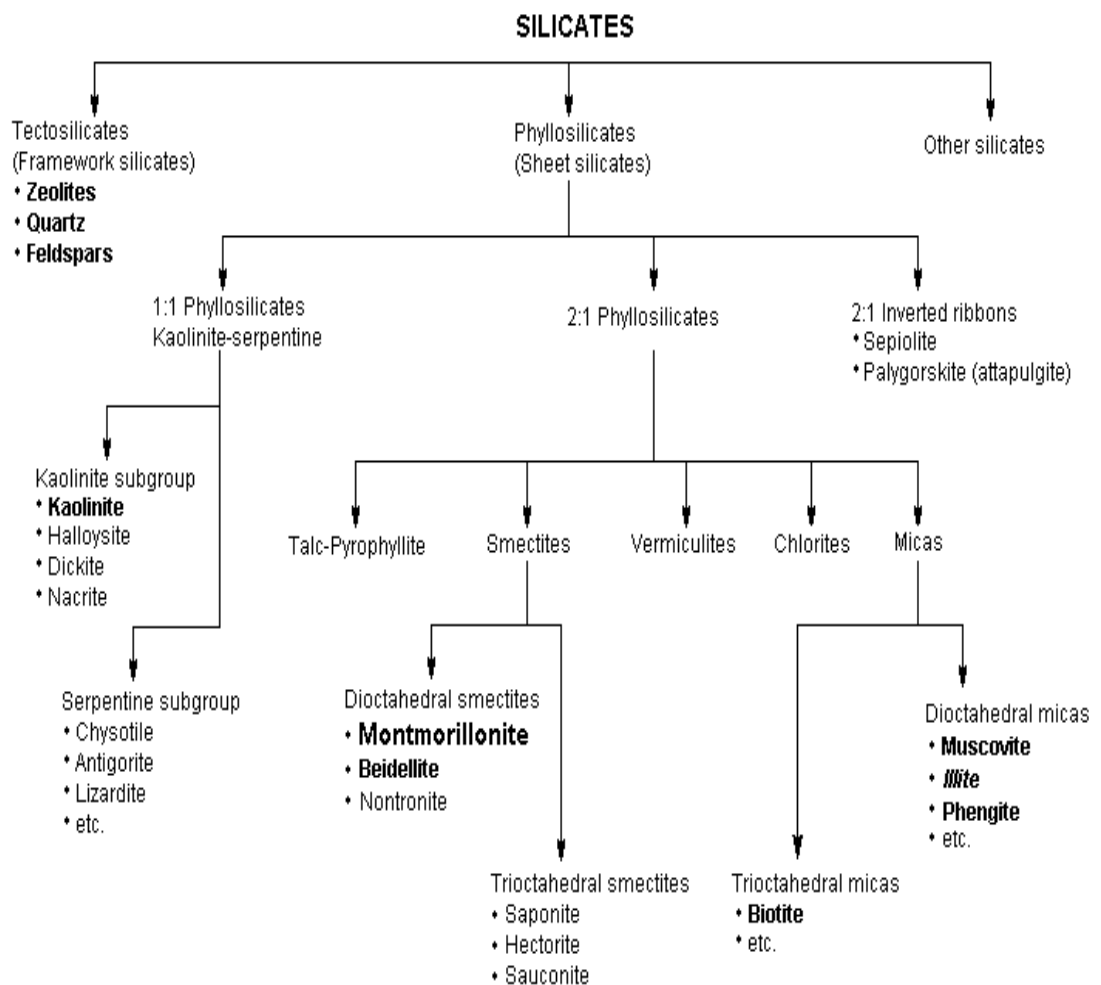 SILICATES
Tectosilicates
(Framework silicates)
• Zeolites
• Quartz
• Feldspars
Phyllosilicates
(Sheet silicates)
Other silicates
1:1 Phyllosilicates
Kaolinite-serpentine
2:1 Phyllosilicates
2:1 Inverted ribbons
• Sepiolite
• Palygorskite (attapulgite)
Kaolinite subgroup
• Kaolinite
• Halloysite
• Dickite
• Nacrite
Talc-Pyrophyllite
Smectites
Vermiculites
Chlorites
Micas
Serpentine subgroup
• Chysotile
• Antigorite
• Lizardite
• etc.
Dioctahedral smectites
• Montmorillonite
• Beidellite
• Nontronite
Dioctahedral micas
• Muscovite
• Illite
• Phengite
• etc.
Trioctahedral smectites
• Saponite
• Hectorite
• Sauconite
Trioctahedral micas
• Biotite
• etc.